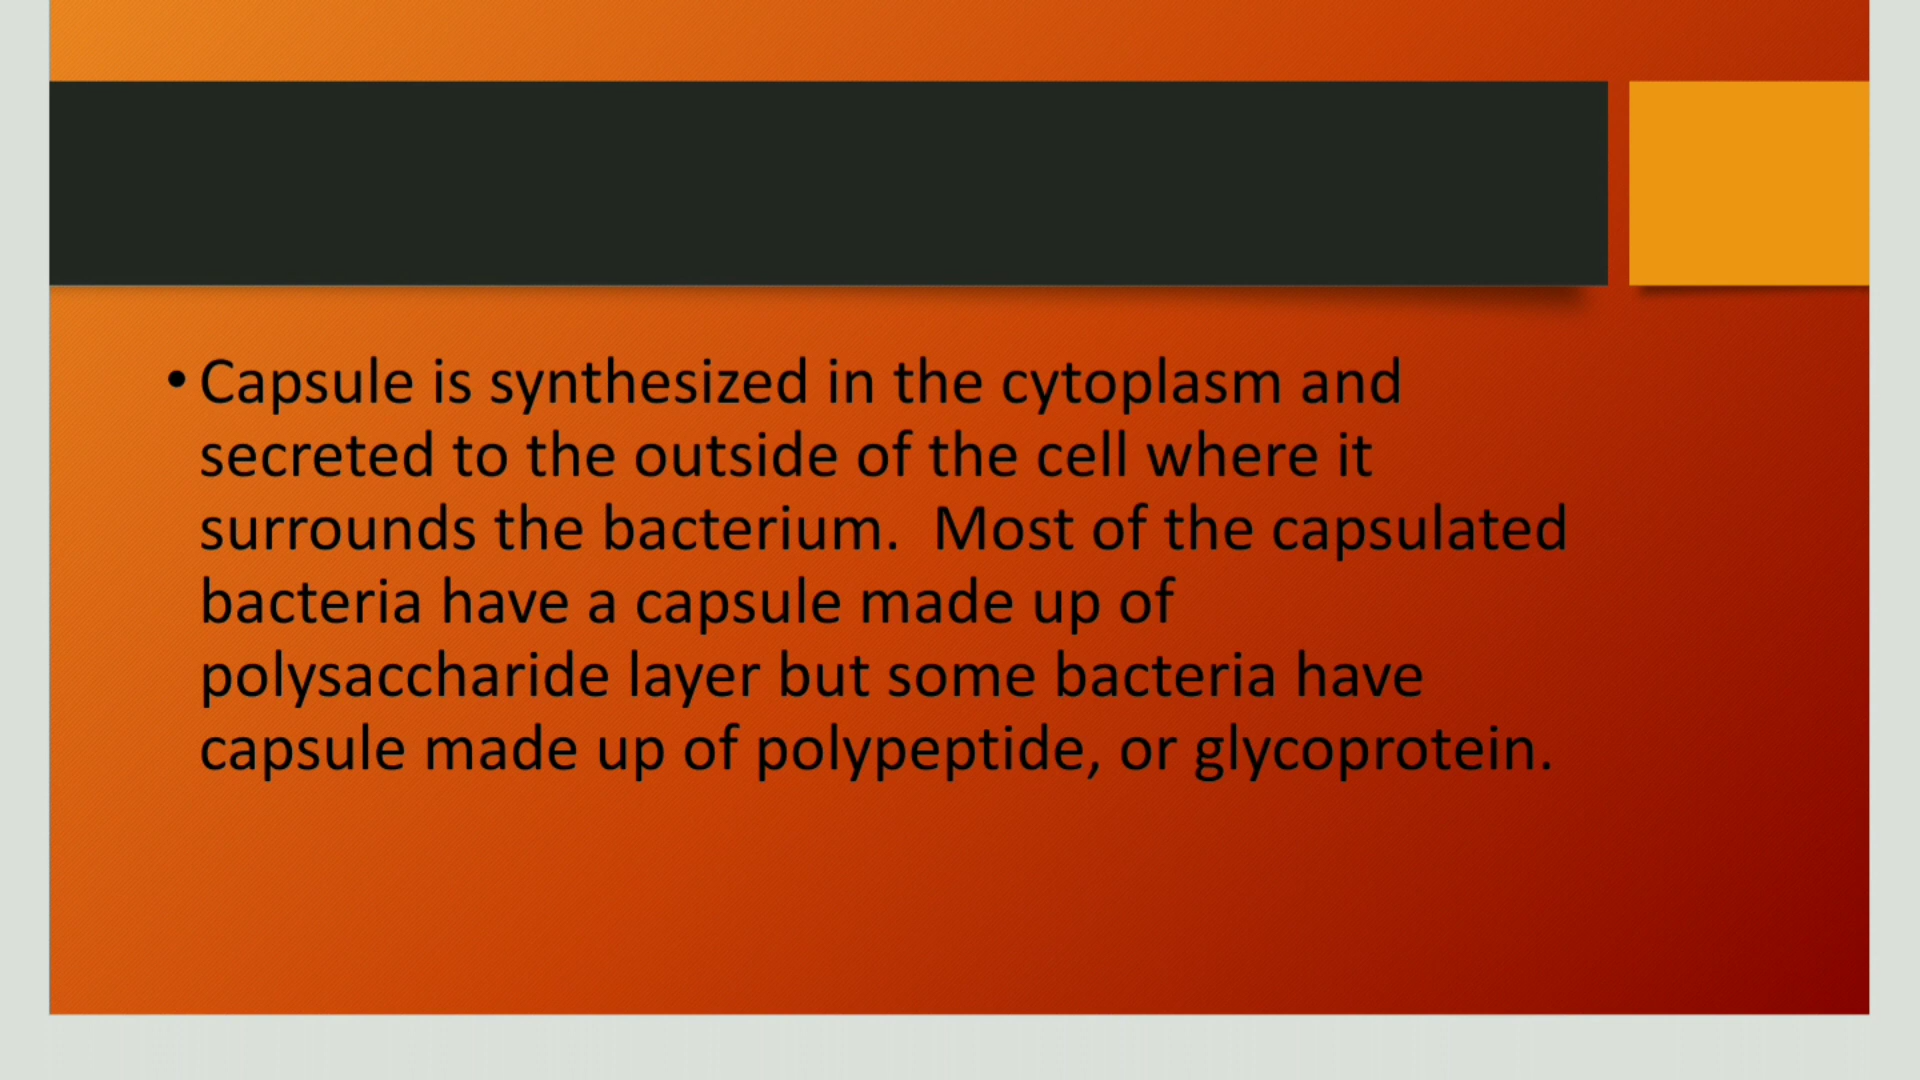 • Capsule is synthesized in the cytoplasm and
secreted to the outside of the cell where it
surrounds the bacterium.  Most of the capsulated
bacteria have a capsule made up of
polysaccharide layer but some bacteria have
capsule made up of polypeptide, or glycoprotein.